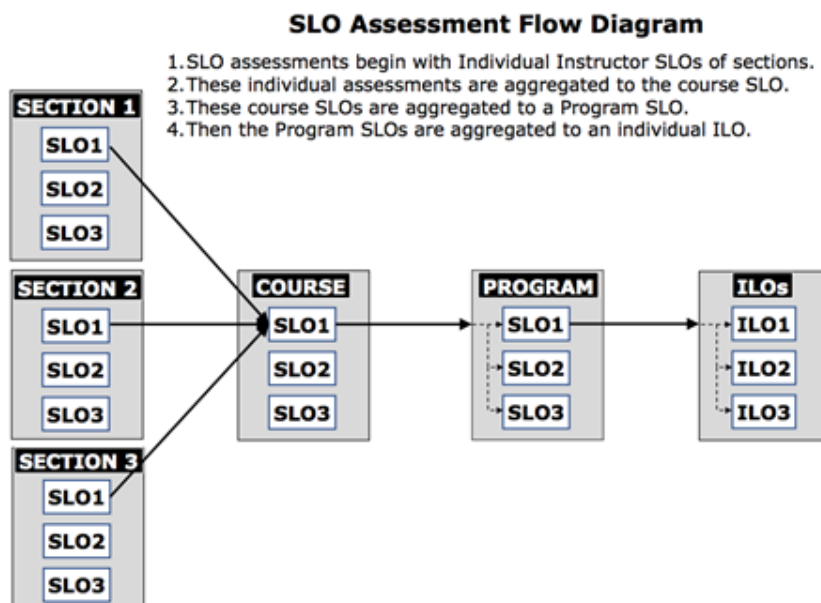 SLO Assessment Flow Diagram
1.SLO assessments begin with Individual Instructor SLOs of sections.
2.These individual assessments are aggregated to the course SLO.
3.These course SLOs are aggregated to a Program SLO.
4.Then the Program SLOs are aggregated to an individual ILO.
SECTION 1
SLO1
SLO2
SLO3
SECTION 2
SLO1
SLO2
SLO3
SECTION 3
SLO1
SLO2
SLO3
COURSE
SLO1
SLO2
SLO3
PROGRAM
SLO1
SLO2
SLO3
ILOs
ILO1
ILO2
ILO3